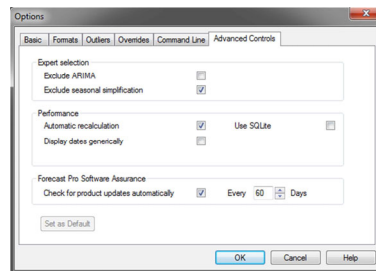 Options
Basic Formats Outliers Overrides Command Line Advanced Controls
Expert selection
Exclude ARIMA
Exclude seasonal simplification
Performance
Automatic recalculation Use SQLite
Display dates generically
Forecast Pro Software Assurance
Check for product updates automatically Every 60 Days
Set as Default
OK Cancel Help